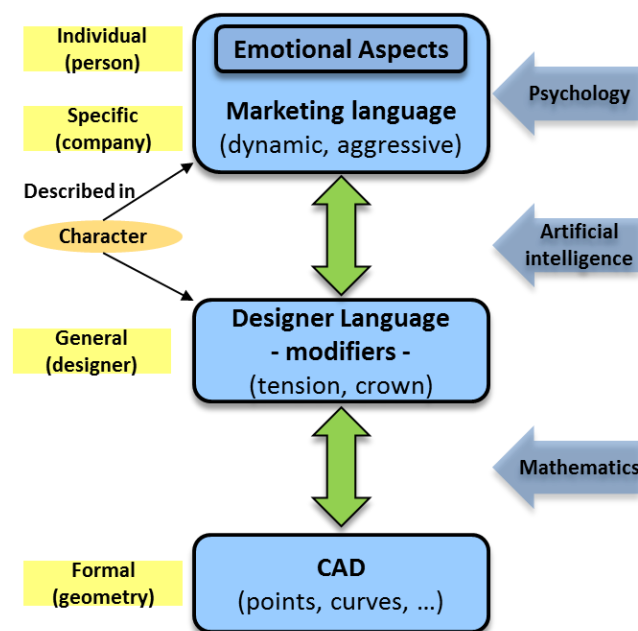 Individual
(person)
Emotional Aspects
Psychology
Specific
(company)
Marketing language
(dynamic, aggressive)
Described in
Character
Artificial
intelligence
General
(designer)
Designer Language
- modifiers -
(tension, crown)
Mathematics
Formal
(geometry)
CAD
(points, curves, ...)